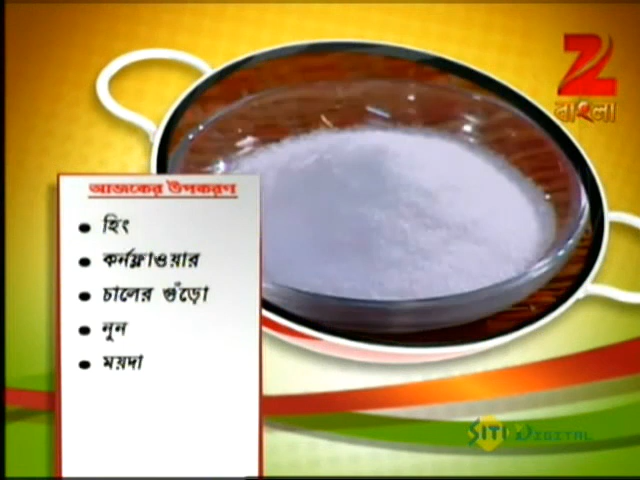 Z
বাংলা
আজকের উপকরণ
হিং
কর্নফ্লাওয়ার
চালের গুঁড়ো
নুন
ময়দা
SITI DIGITAL